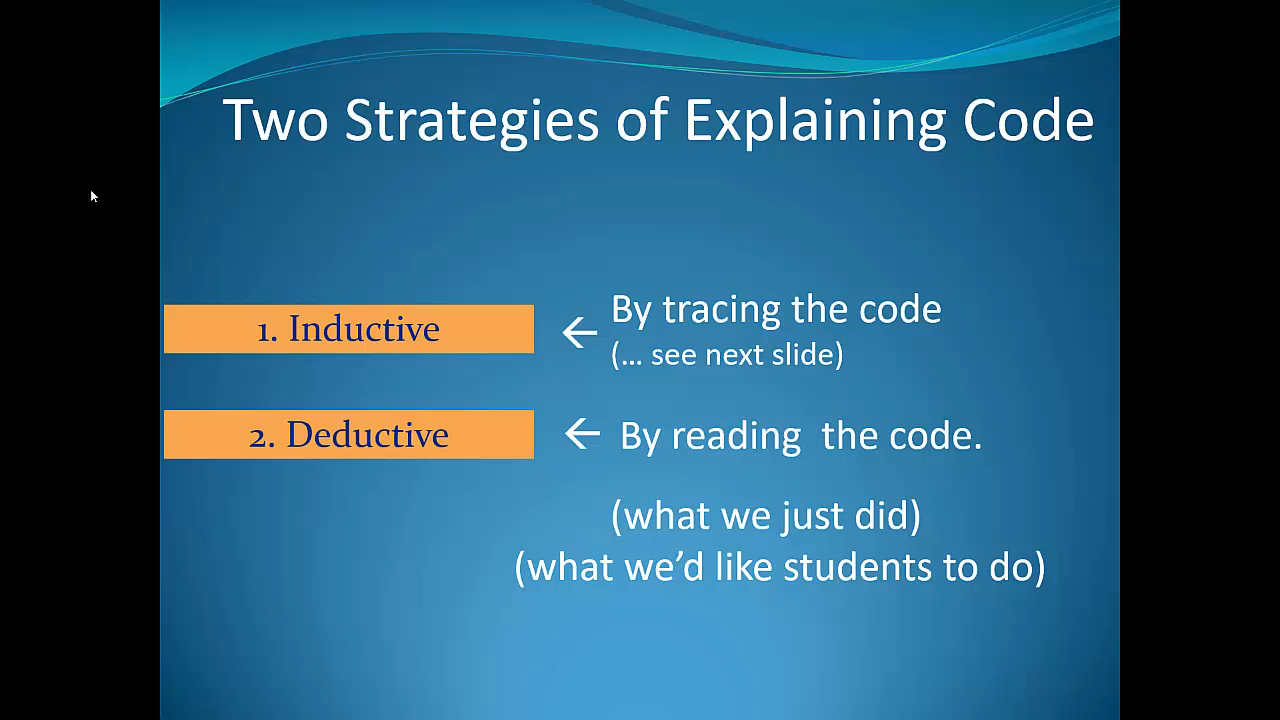 Two Strategies of Explaining Code
1. Inductive
← By tracing the code
(... see next slide)
2. Deductive
← By reading the code.
(what we just did)
(what we'd like students to do)